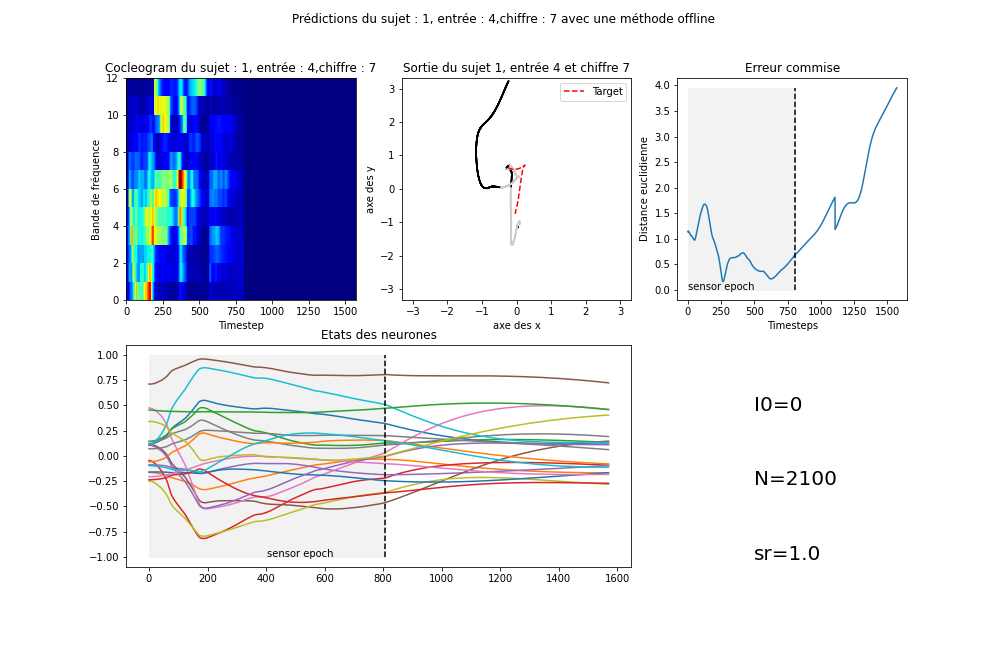 Prédictions du sujet : 1, entrée : 4,chiffre : 7 avec une méthode offline
Cocleogram du sujet : 1, entrée : 4,chiffre : 7
Bande de fréquence
12
10
8
6
4
2
0
0 250 500 750 1000 1250 1500
Timestep
Sortie du sujet 1, entrée 4 et chiffre 7
axe des y
3
2
1
0
−1
−2
−3
Target
−3 −2 −1 0 1 2 3
axe des x
Erreur commise
Distance euclidienne
4.0
3.5
3.0
2.5
2.0
1.5
1.0
0.5
0.0
sensor epoch
0 250 500 750 1000 1250 1500
Timesteps
Etats des neurones
1.00
0.75
0.50
0.25
0.00
−0.25
−0.50
−0.75
−1.00
sensor epoch
0 200 400 600 800 1000 1200 1400 1600
I0=0
N=2100
sr=1.0